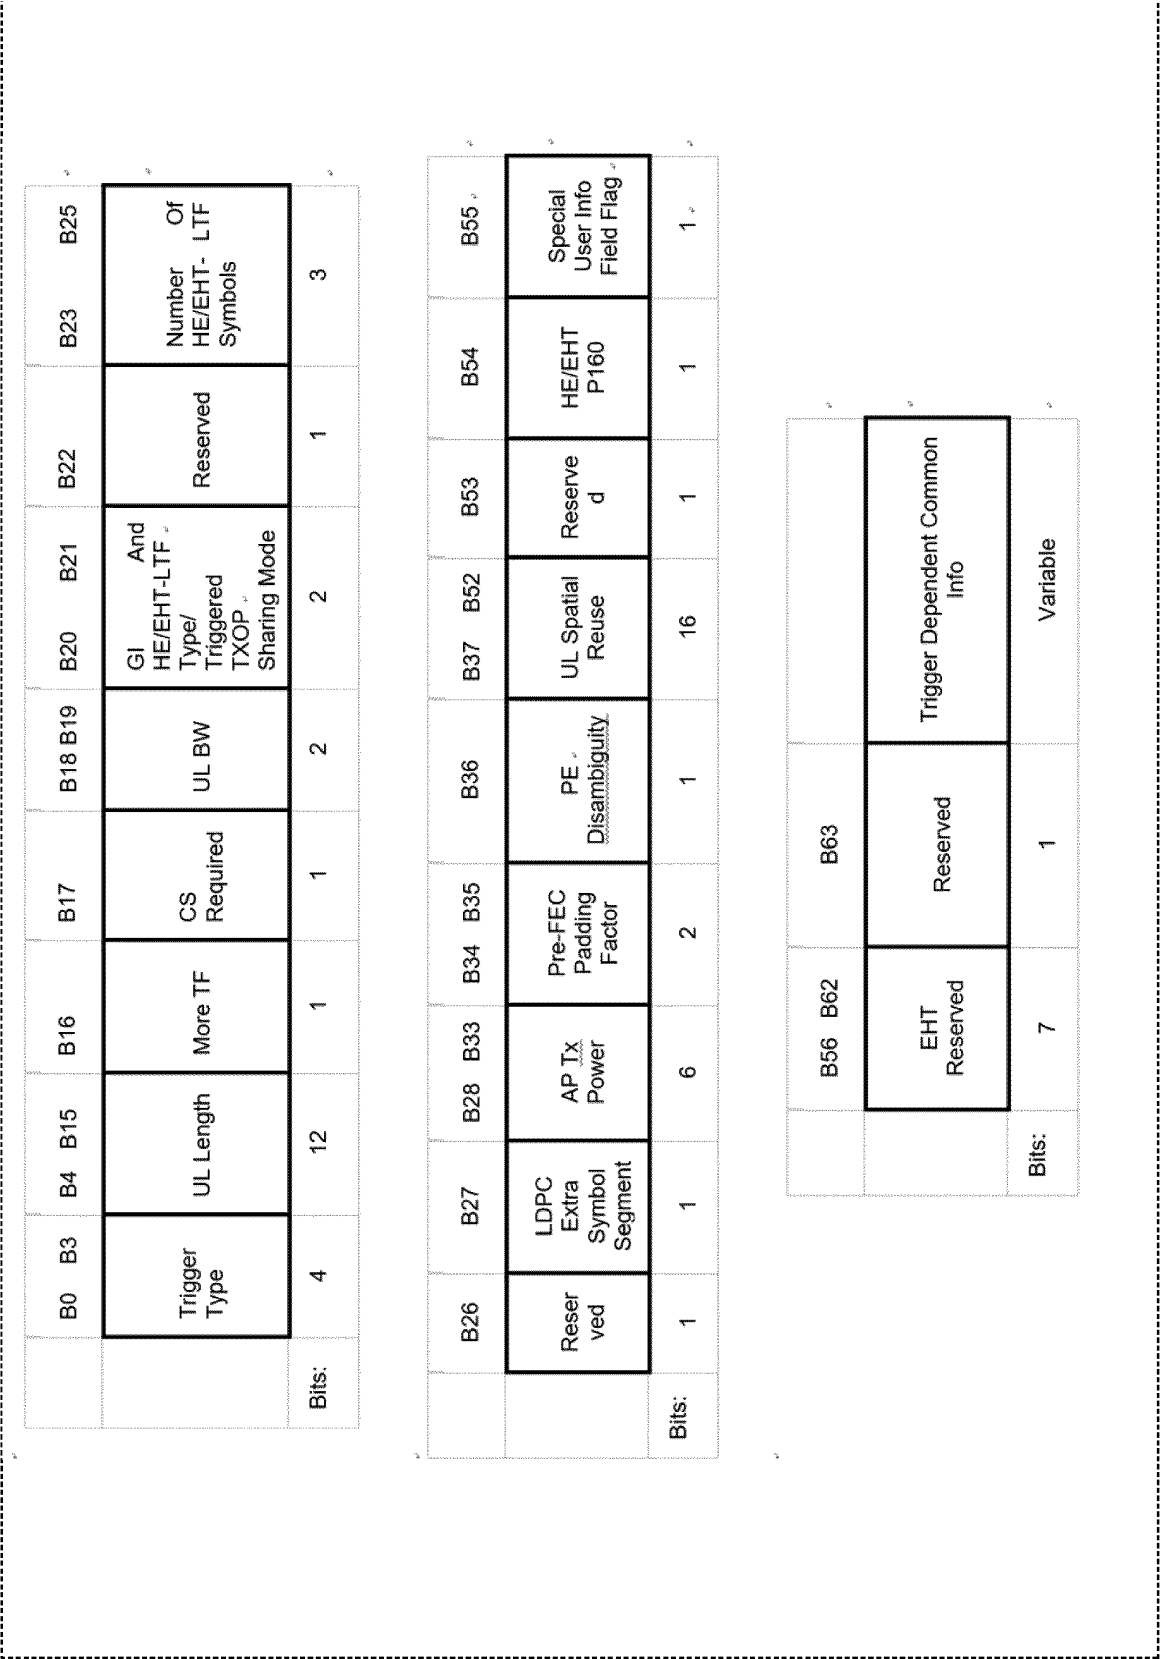 B0 B3 B4 B15 B16 B17 B18 B19 B20 B21 B22 B23 B25
Trigger
Type
UL Length
More TF
CS
Required
UL BW
GI And
HE/EHT-LTF
Type/
Triggered
TXOP
Sharing Mode
Reserved
Number Of
HE/EHT- LTF
Symbols
Bits: 4 12 1 1 2 2 1 3
B26 B27 B28 B33 B34 B35 B36 B37 B52 B53 B54 B55
Reser
ved
LDPC
Extra
Symbol
Segment
AP Tx
Power
Pre-FEC
Padding
Factor
PE
Disambiguity
UL Spatial
Reuse
Reserve
d
HE/EHT
P160
Special
User Info
Field Flag
Bits: 1 1 6 2 1 16 1 1 1
B56 B62 B63
EHT
Reserved
Reserved
Trigger Dependent Common
Info
Bits: 7 1 Variable